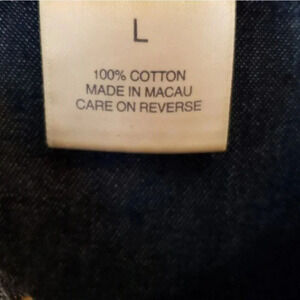 L
100% COTTON
MADE IN MACAU
CARE ON REVERSE